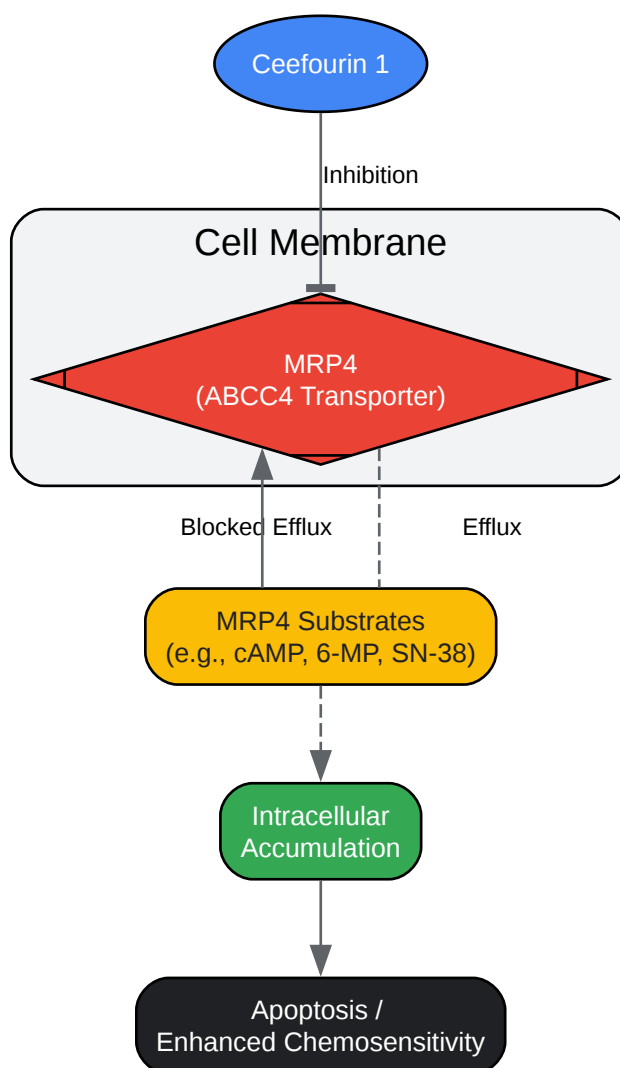 Ceefourin 1
Inhibition
Cell Membrane
MRP4
(ABCC4 Transporter)
Blocked Efflux
Efflux
MRP4 Substrates
(e.g., cAMP, 6-MP, SN-38)
Intracellular
Accumulation
Apoptosis /
Enhanced Chemosensitivity